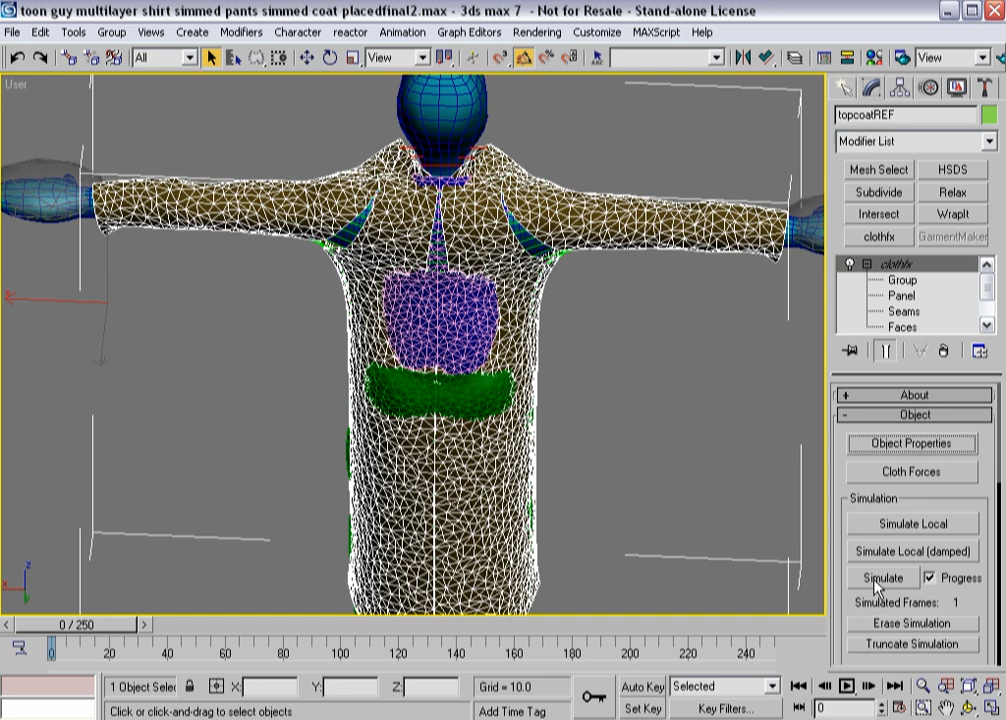 toon guy multilayer shirt simmed pants simmed coat placedfinal2.max - 3ds max 7 - Not for Resale - Stand-alone License
File Edit Tools Group Views Create Modifiers Character reactor Animation Graph Editors Rendering Customize MAXScript Help
All View View
User
topcoatREF
Modifier List
Mesh Select HSDS
Subdivide Relax
Intersect WrapIt
clothfx GarmentMaker
clothfx
Group
Panel
Seams
Faces
+ About
- Object
Object Properties
Cloth Forces
Simulation
Simulate Local
Simulate Local (damped)
Simulate Progress
Simulated Frames: 1
Erase Simulation
Truncate Simulation
x
z
x
< 0 / 250 >
0 20 40 60 80 100 120 140 160 180 200 220 240
1 Object Selec X: Y: Z: Grid = 10.0 Auto Key Selected
Click or click-and-drag to select objects Add Time Tag Set Key Key Filters... 0